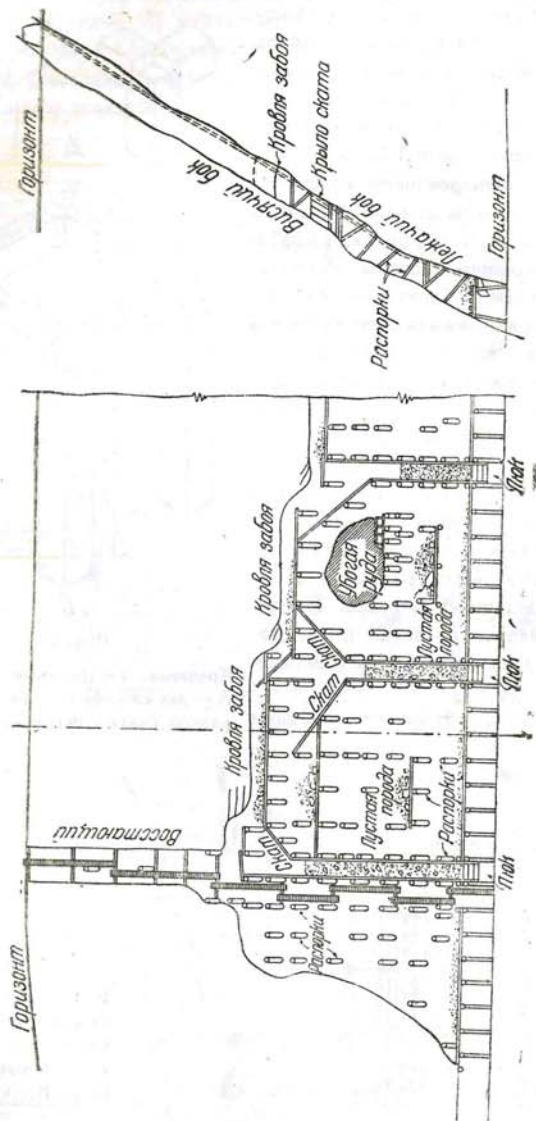 Горизонт
Кровля забоя
Крыло ската
Висячий бок
Лежачий бок
Распорки
Горизонт
Горизонт
Восстающий
Кровля забоя
Кровля забоя
Скат
Скат
Скат
Убогая
руда
Пустая
порода
Пустая
порода
Распорки
Распорки
Люк
Люк
Люк